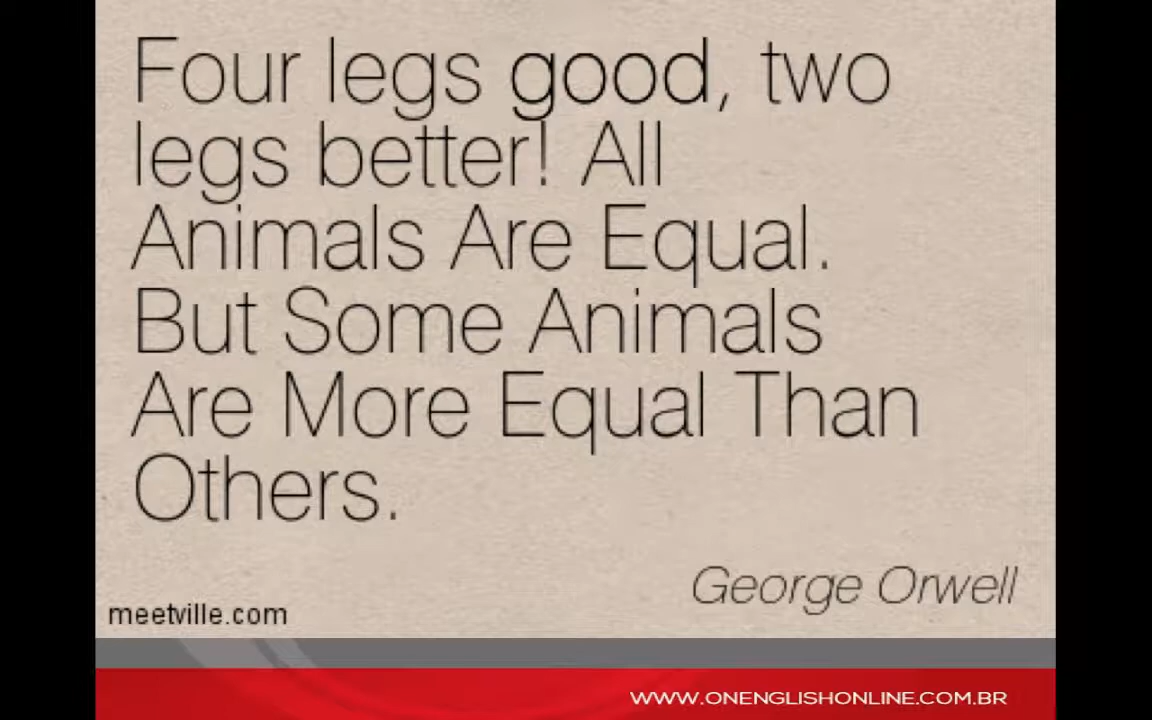 Four legs good, two
legs better! All
Animals Are Equal.
But Some Animals
Are More Equal Than
Others.
George Orwell
meetville.com
WWW.ONENGLISHONLINE.COM.BR